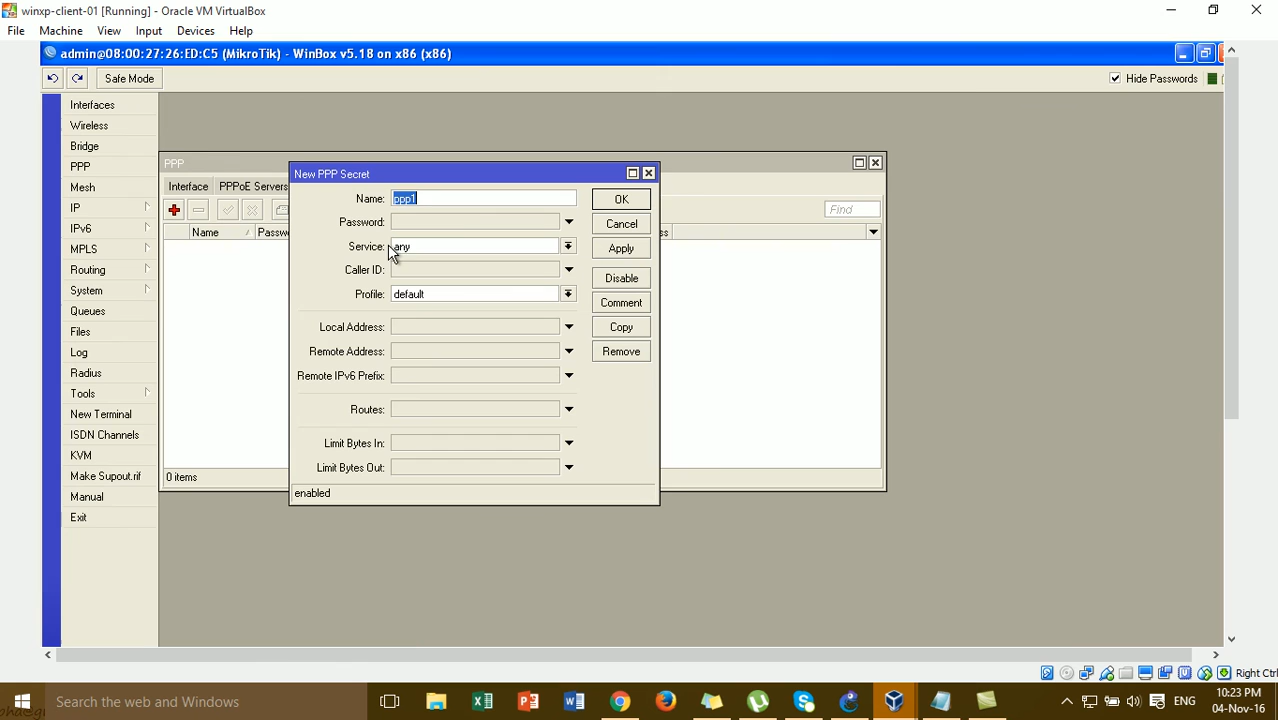 winxp-client-01 [Running] - Oracle VM VirtualBox
File Machine View Input Devices Help
admin@08:00:27:26:ED:C5 (MikroTik) - WinBox v5.18 on x86 (x86)
Safe Mode
Hide Passwords
Interfaces
Wireless
Bridge
PPP
Mesh
IP
IPv6
MPLS
Routing
System
Queues
Files
Log
Radius
Tools
New Terminal
ISDN Channels
KVM
Make Supout.rif
Manual
Exit
PPP
Interface PPPoE Servers
Find
Name
0 items
New PPP Secret
Name: ppp1
OK
Password:
Cancel
Service: any
Apply
Caller ID:
Disable
Profile: default
Comment
Local Address:
Copy
Remote Address:
Remove
Remote IPv6 Prefix:
Routes:
Limit Bytes In:
Limit Bytes Out:
enabled
Right Ctrl
Search the web and Windows
ENG
10:23 PM
04-Nov-16